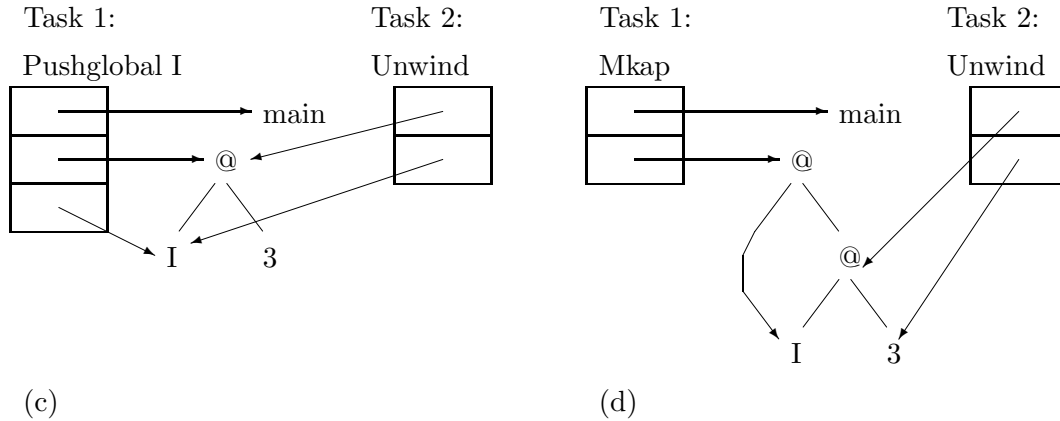 Task 1:
Task 2:
Pushglobal I
Unwind
main
@
I
3
(c)
Task 1:
Task 2:
Mkap
Unwind
main
@
@
I
3
(d)